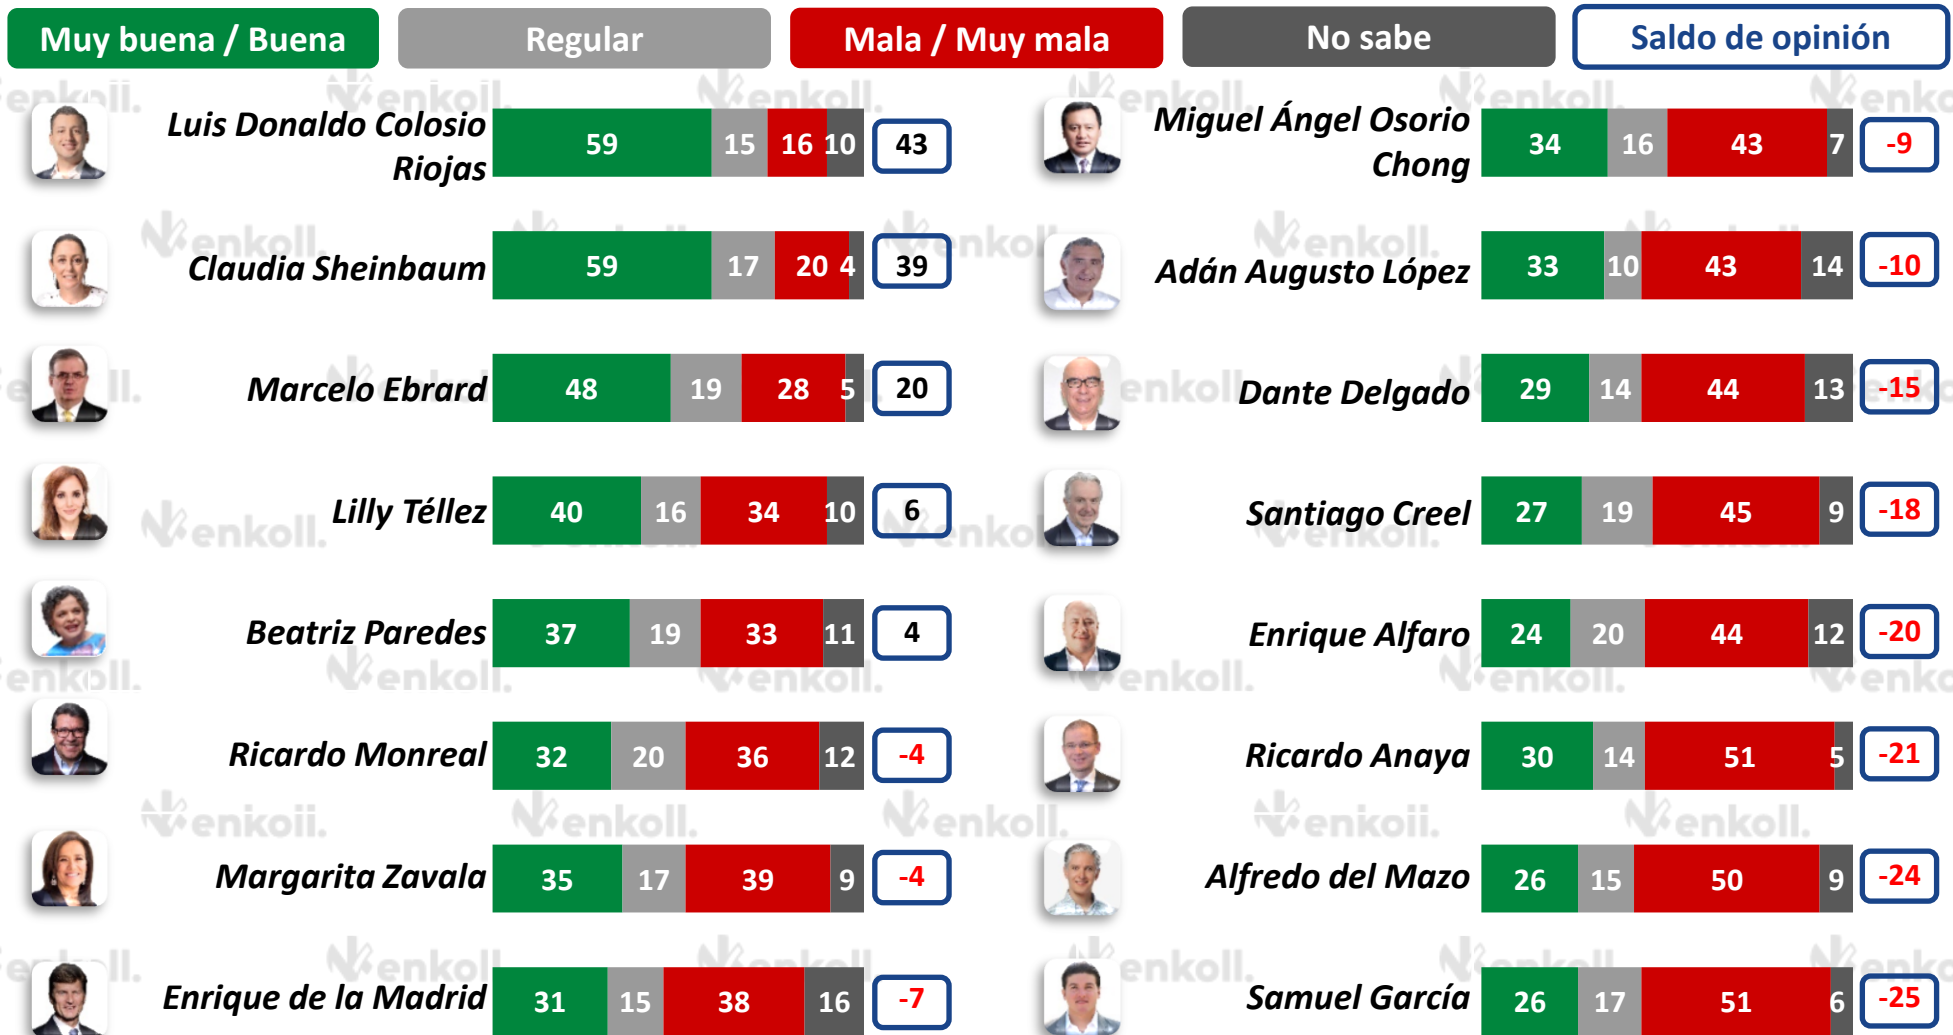 Muy buena / Buena
Regular
Mala / Muy mala
No sabe
Saldo de opinión
Luis Donaldo Colosio
Riojas
59 15 16 10 43
Claudia Sheinbaum 59 17 20 4 39
Marcelo Ebrard 48 19 28 5 20
Lilly Téllez 40 16 34 10 6
Beatriz Paredes 37 19 33 11 4
Ricardo Monreal 32 20 36 12 -4
Margarita Zavala 35 17 39 9 -4
Enrique de la Madrid 31 15 38 16 -7
Miguel Ángel Osorio
Chong
34 16 43 7 -9
Adán Augusto López 33 10 43 14 -10
Dante Delgado 29 14 44 13 -15
Santiago Creel 27 19 45 9 -18
Enrique Alfaro 24 20 44 12 -20
Ricardo Anaya 30 14 51 5 -21
Alfredo del Mazo 26 15 50 9 -24
Samuel García 26 17 51 6 -25
enkoll.